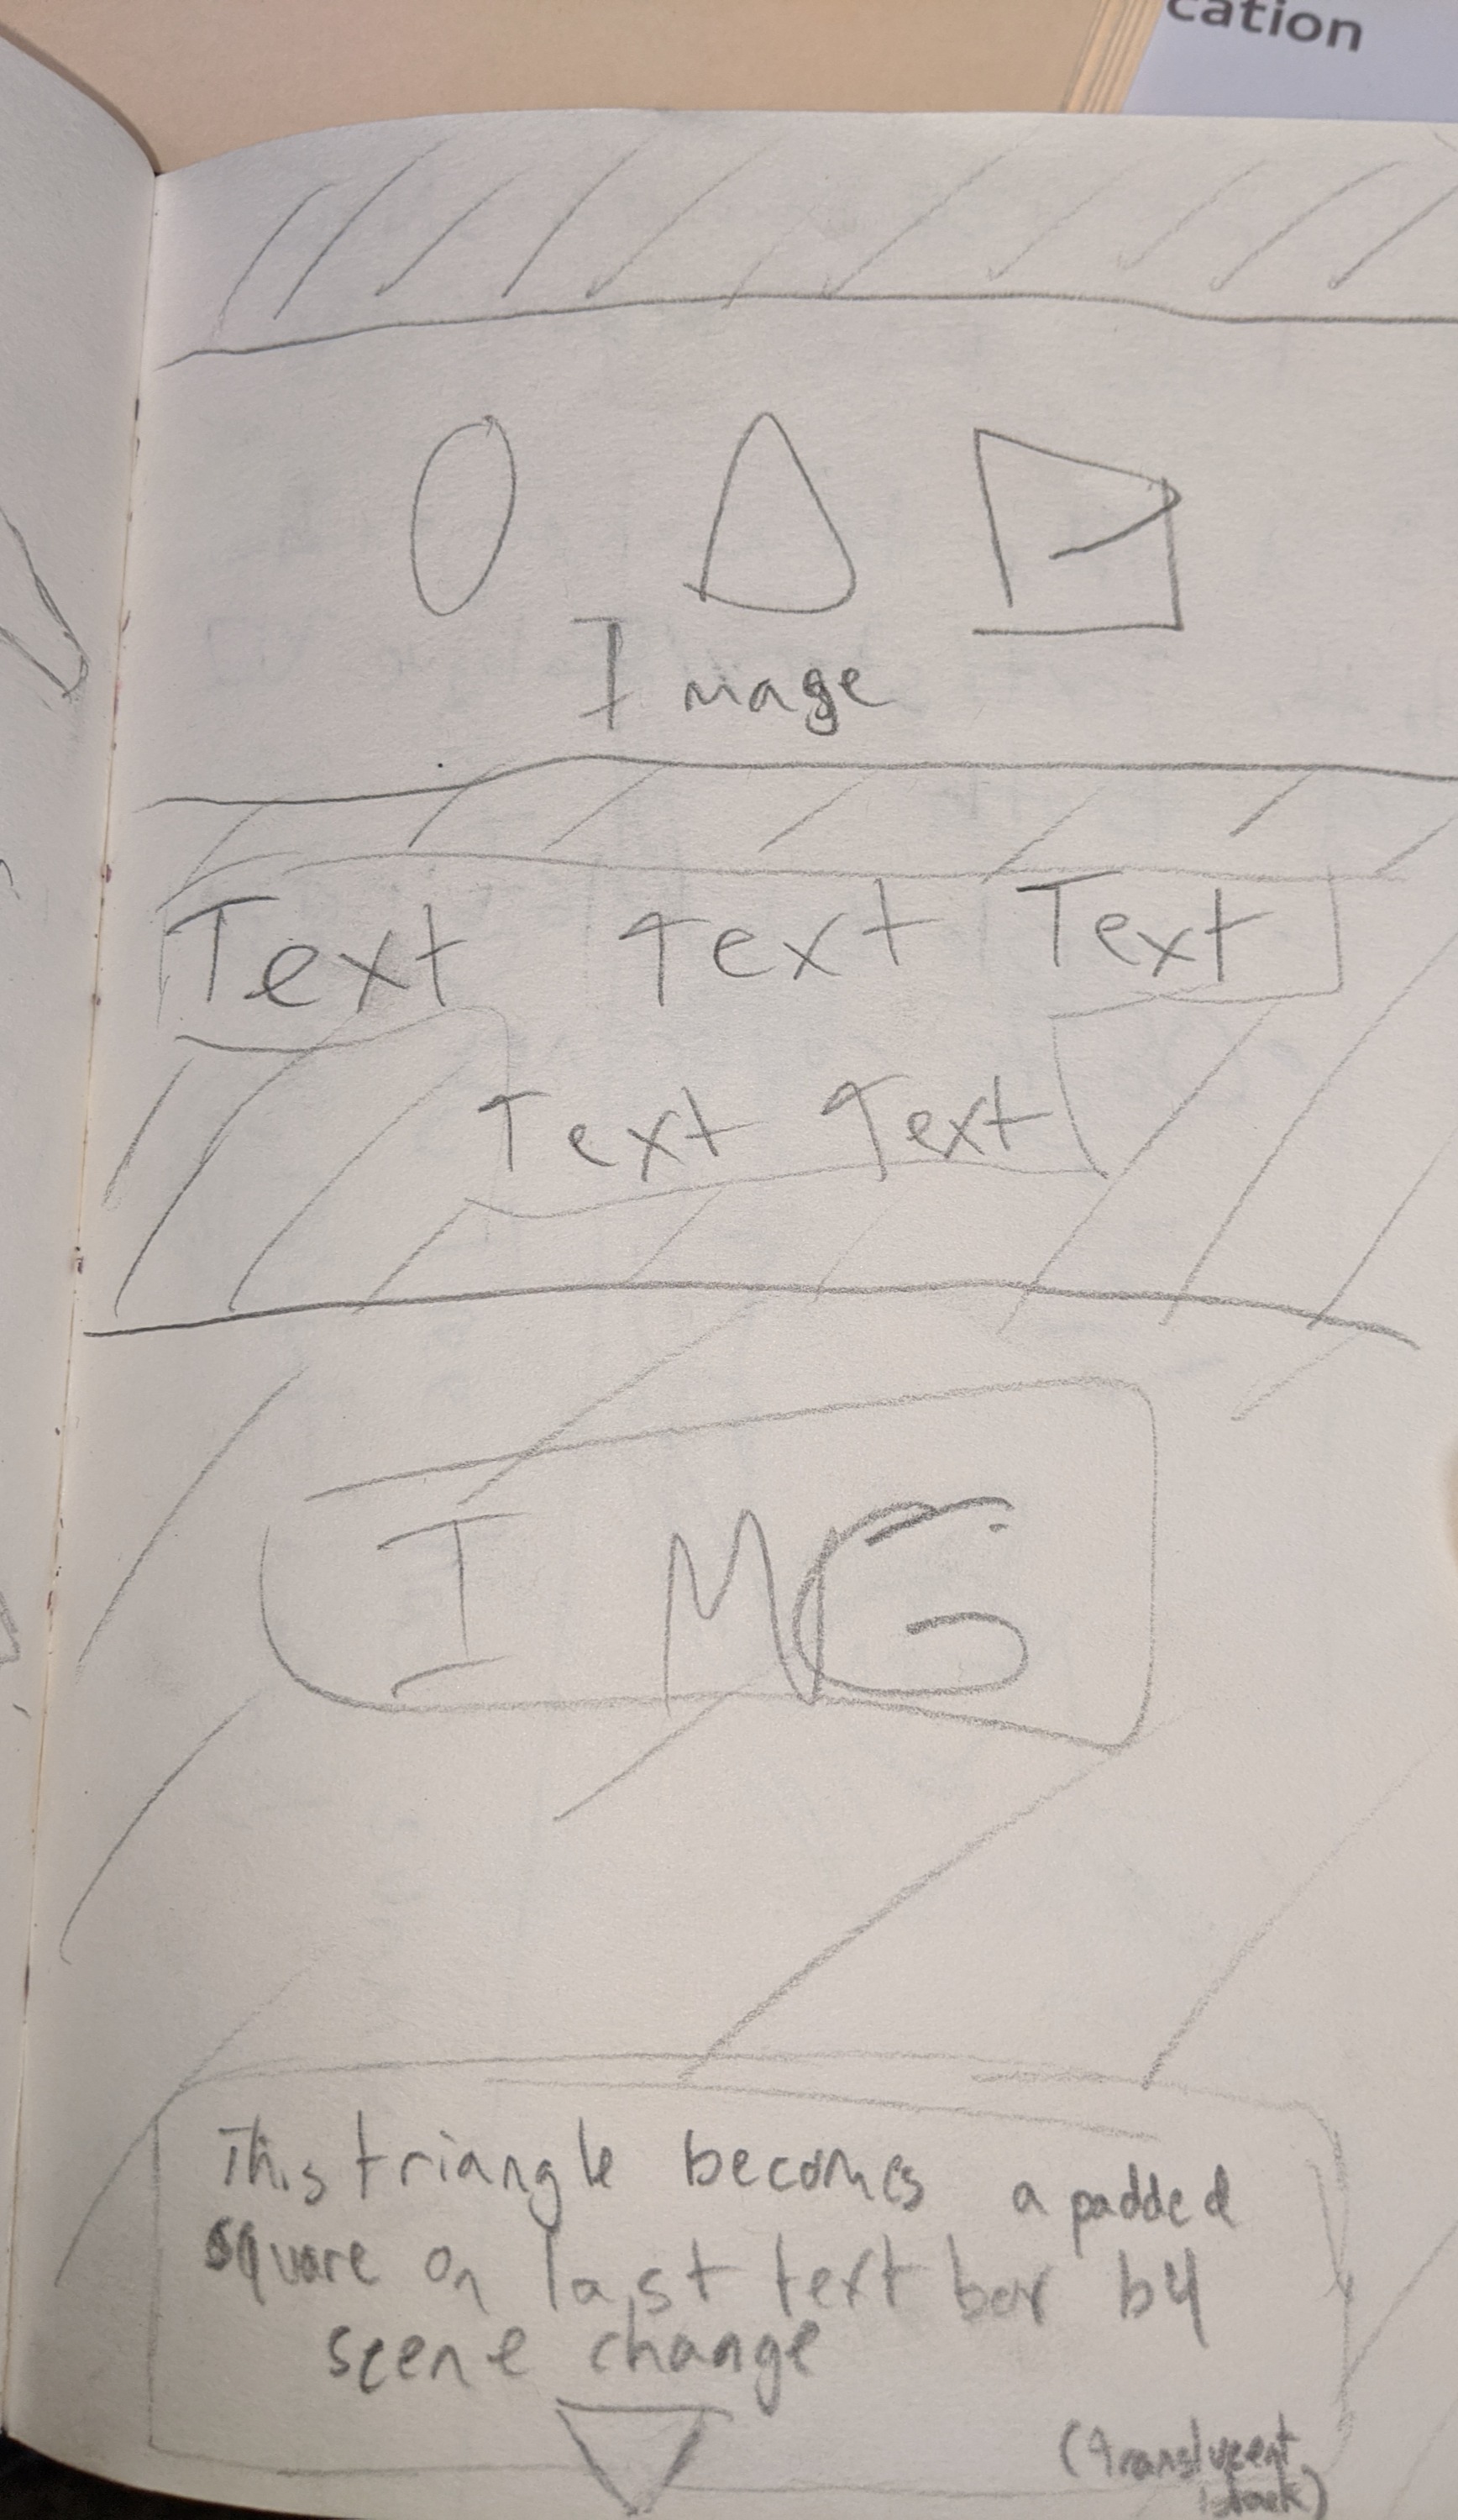 cation
Image
Text Text Text
Text Text
IMG
This triangle becomes a padded
square on last text box by
scene change
(translucent
black)